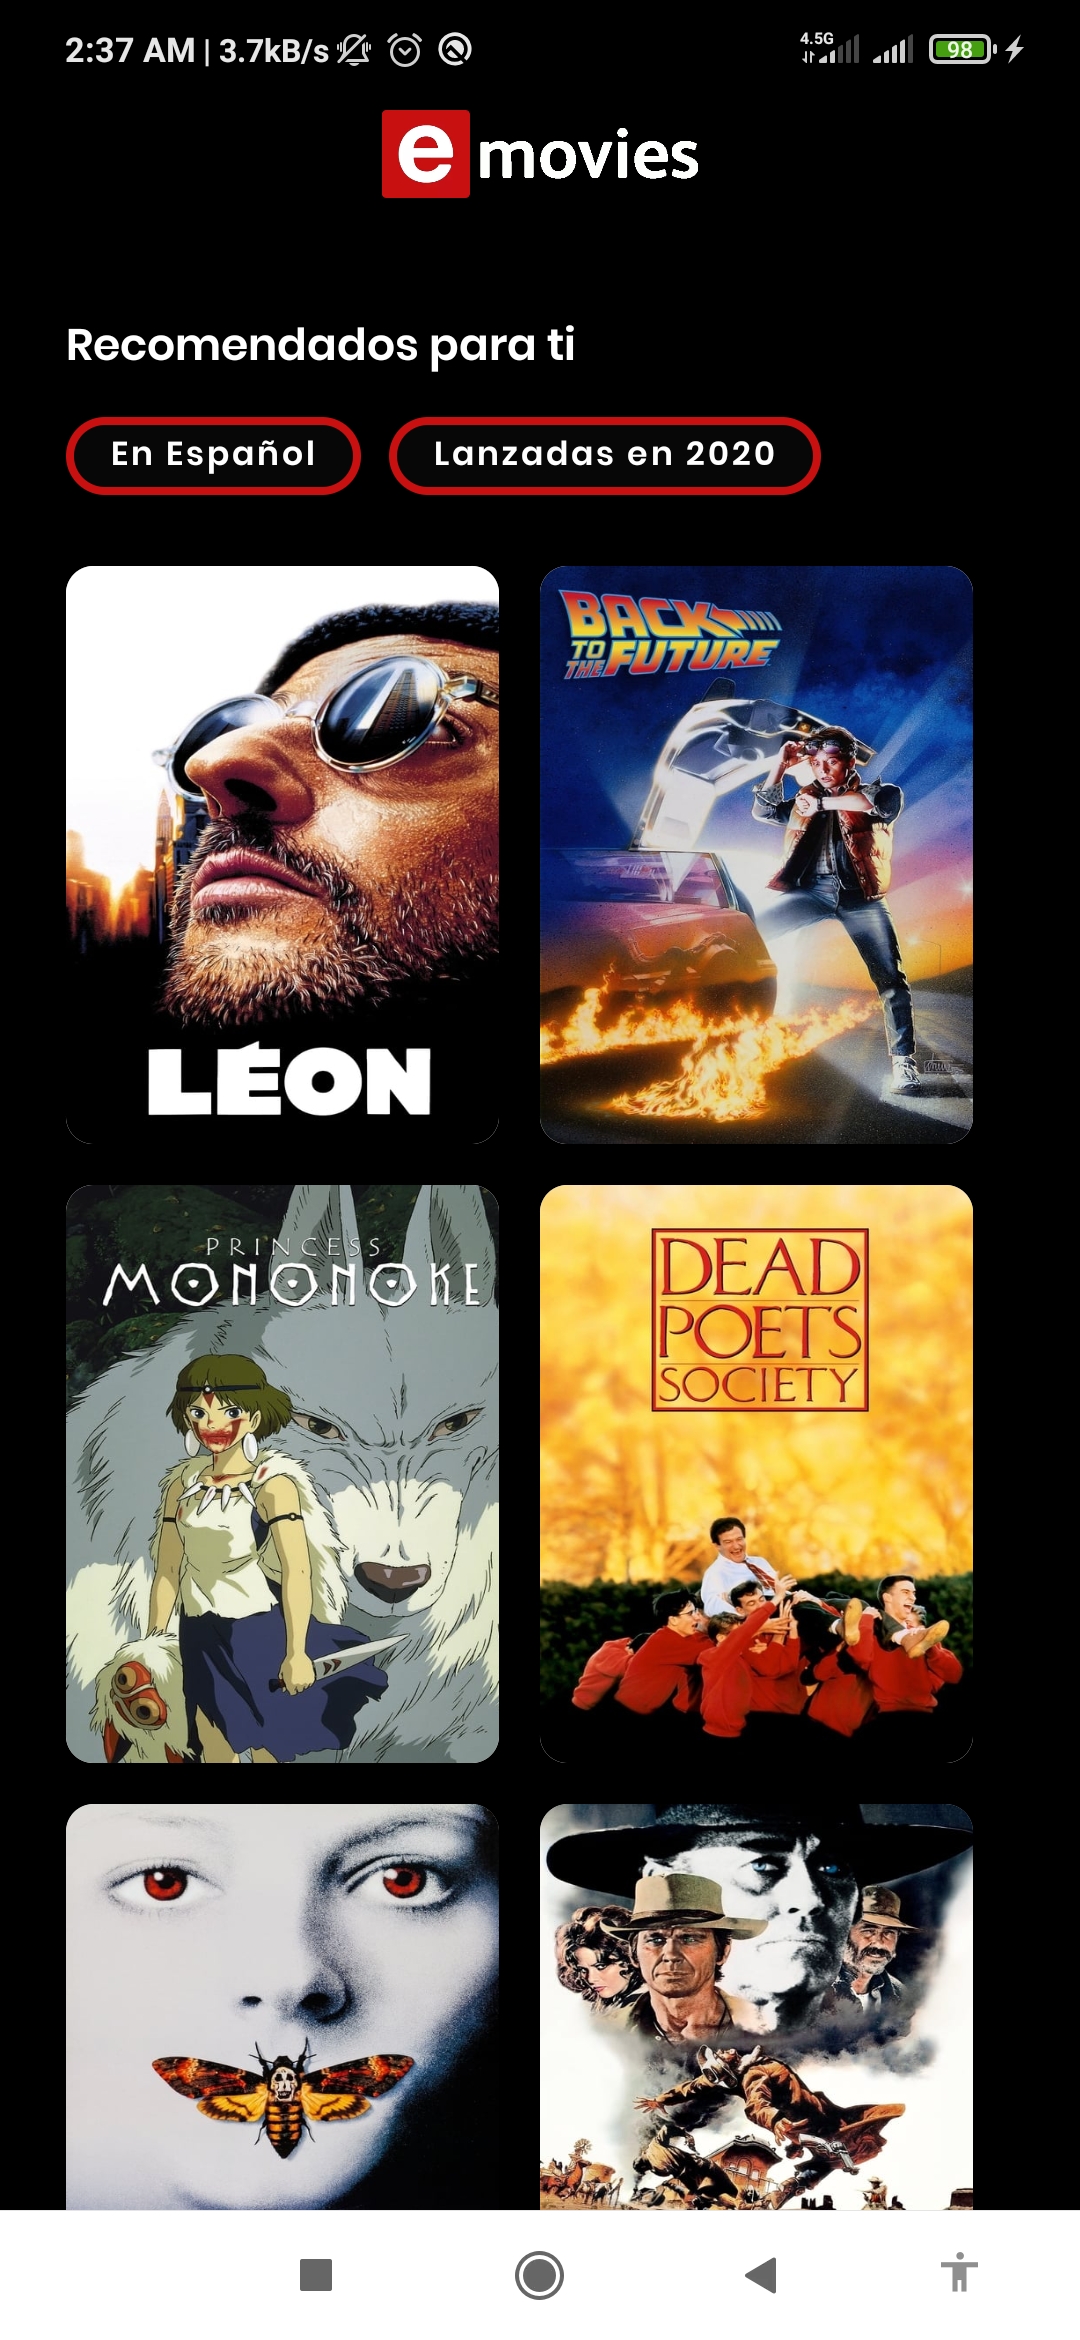 2:37 AM | 3.7kB/s
4.5G
98
e movies
Recomendados para ti
En Español
Lanzadas en 2020
LÉON
BACK
TO
THE FUTURE
PRINCESS
MONONOKE
DEAD
POETS
SOCIETY